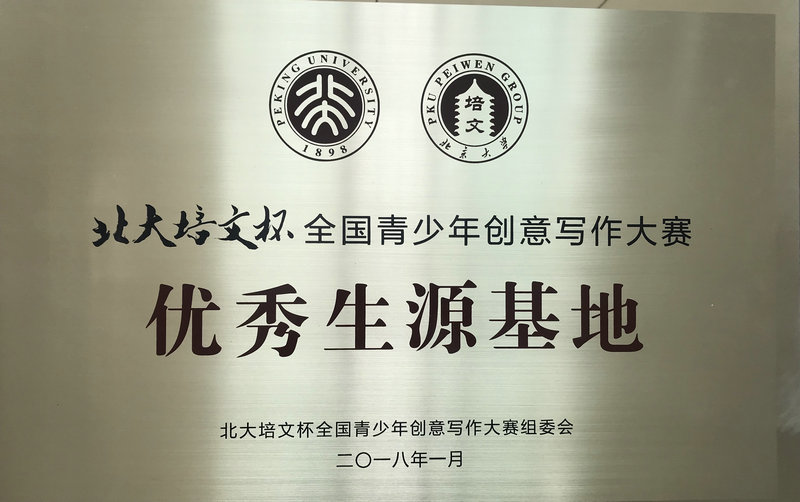 PEKING UNIVERSITY
1898
PKU PEIWEN GROUP
培文
北京大学
北大培文杯 全国青少年创意写作大赛
优秀生源基地
北大培文杯全国青少年创意写作大赛组委会
二〇一八年一月